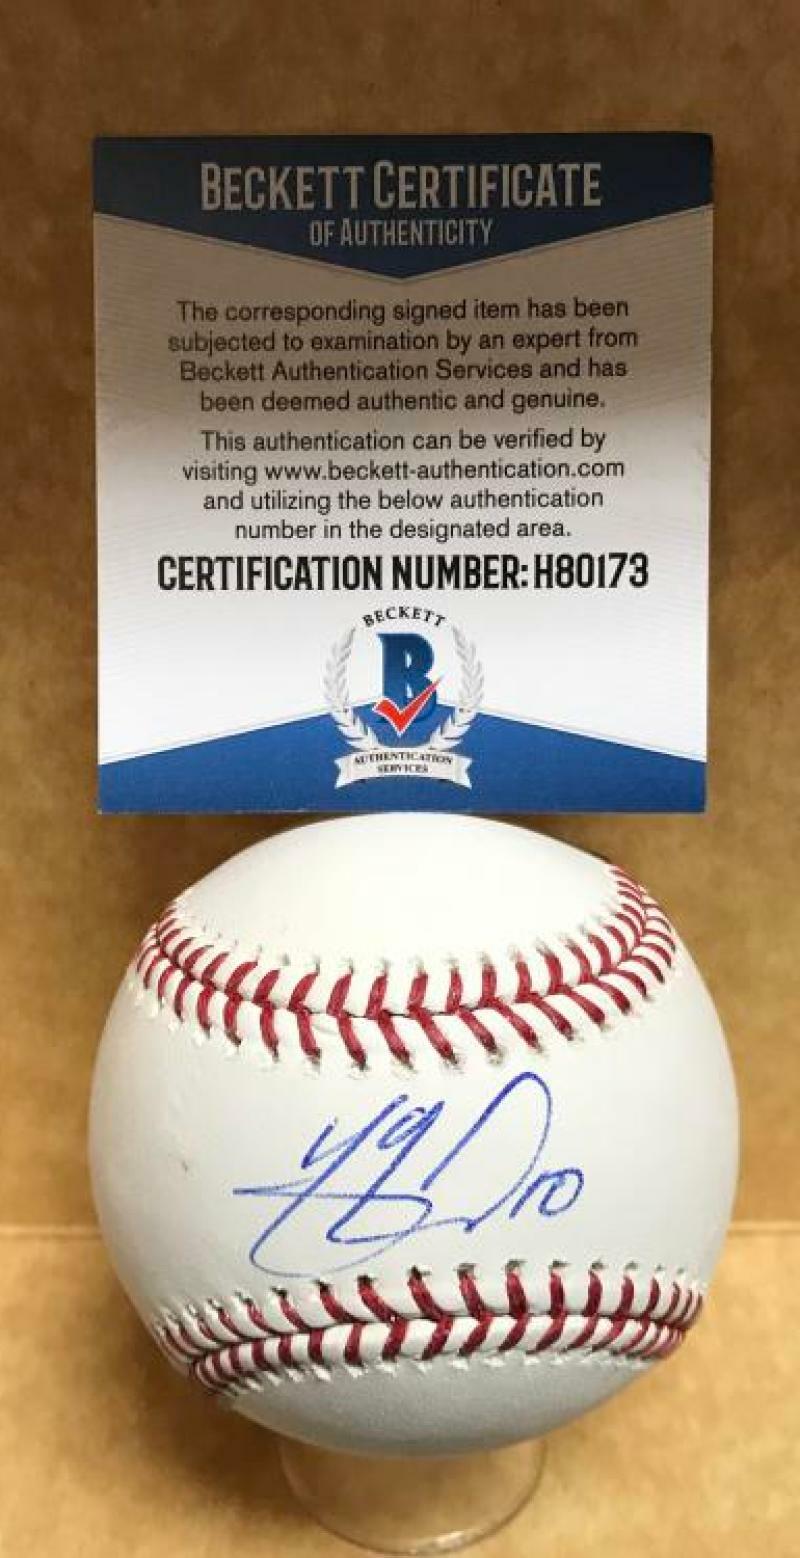 BECKETT CERTIFICATE
OF AUTHENTICITY
The corresponding signed item has been
subjected to examination by an expert from
Beckett Authentication Services and has
been deemed authentic and genuine.
This authentication can be verified by
visiting www.beckett-authentication.com
and utilizing the below authentication
number in the designated area.
CERTIFICATION NUMBER: H80173
BECKETT
B
AUTHENTICATION
SERVICES